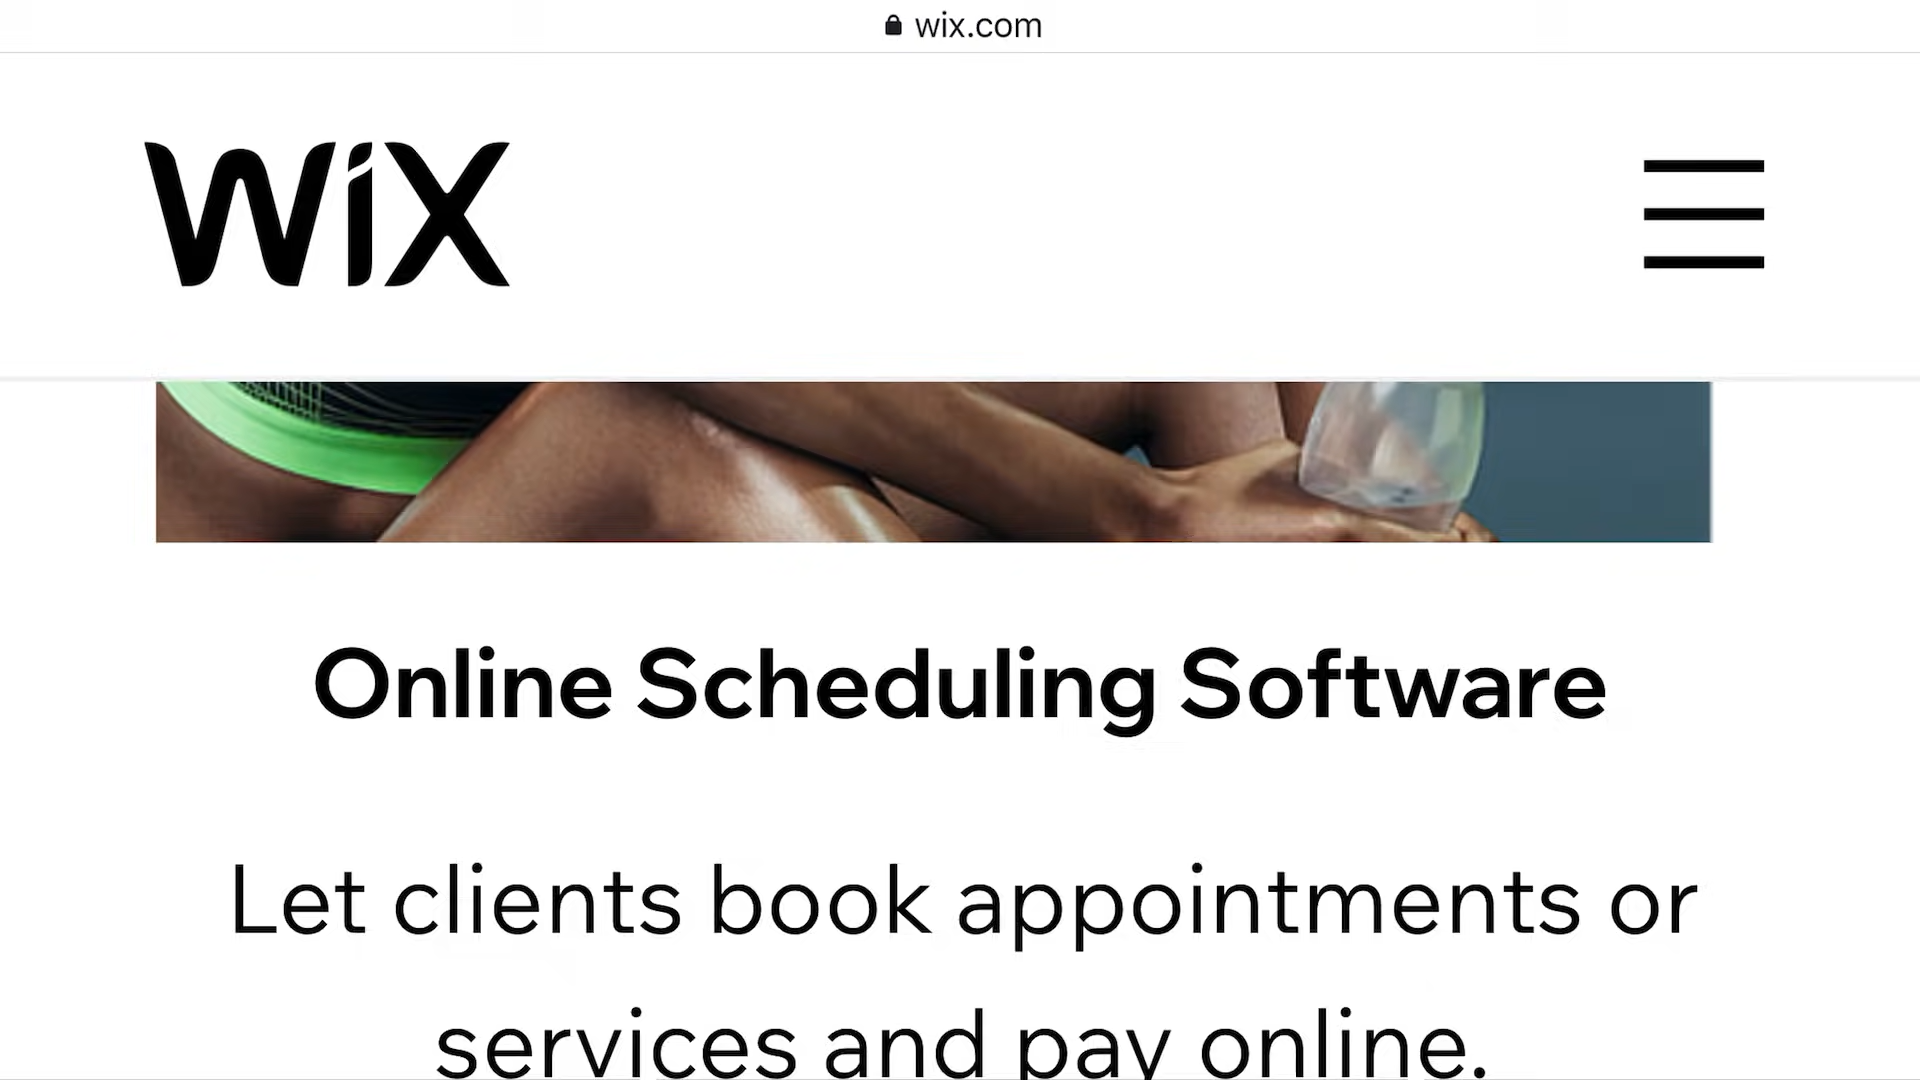 wix.com
WiX
Online Scheduling Software
Let clients book appointments or
services and pay online.